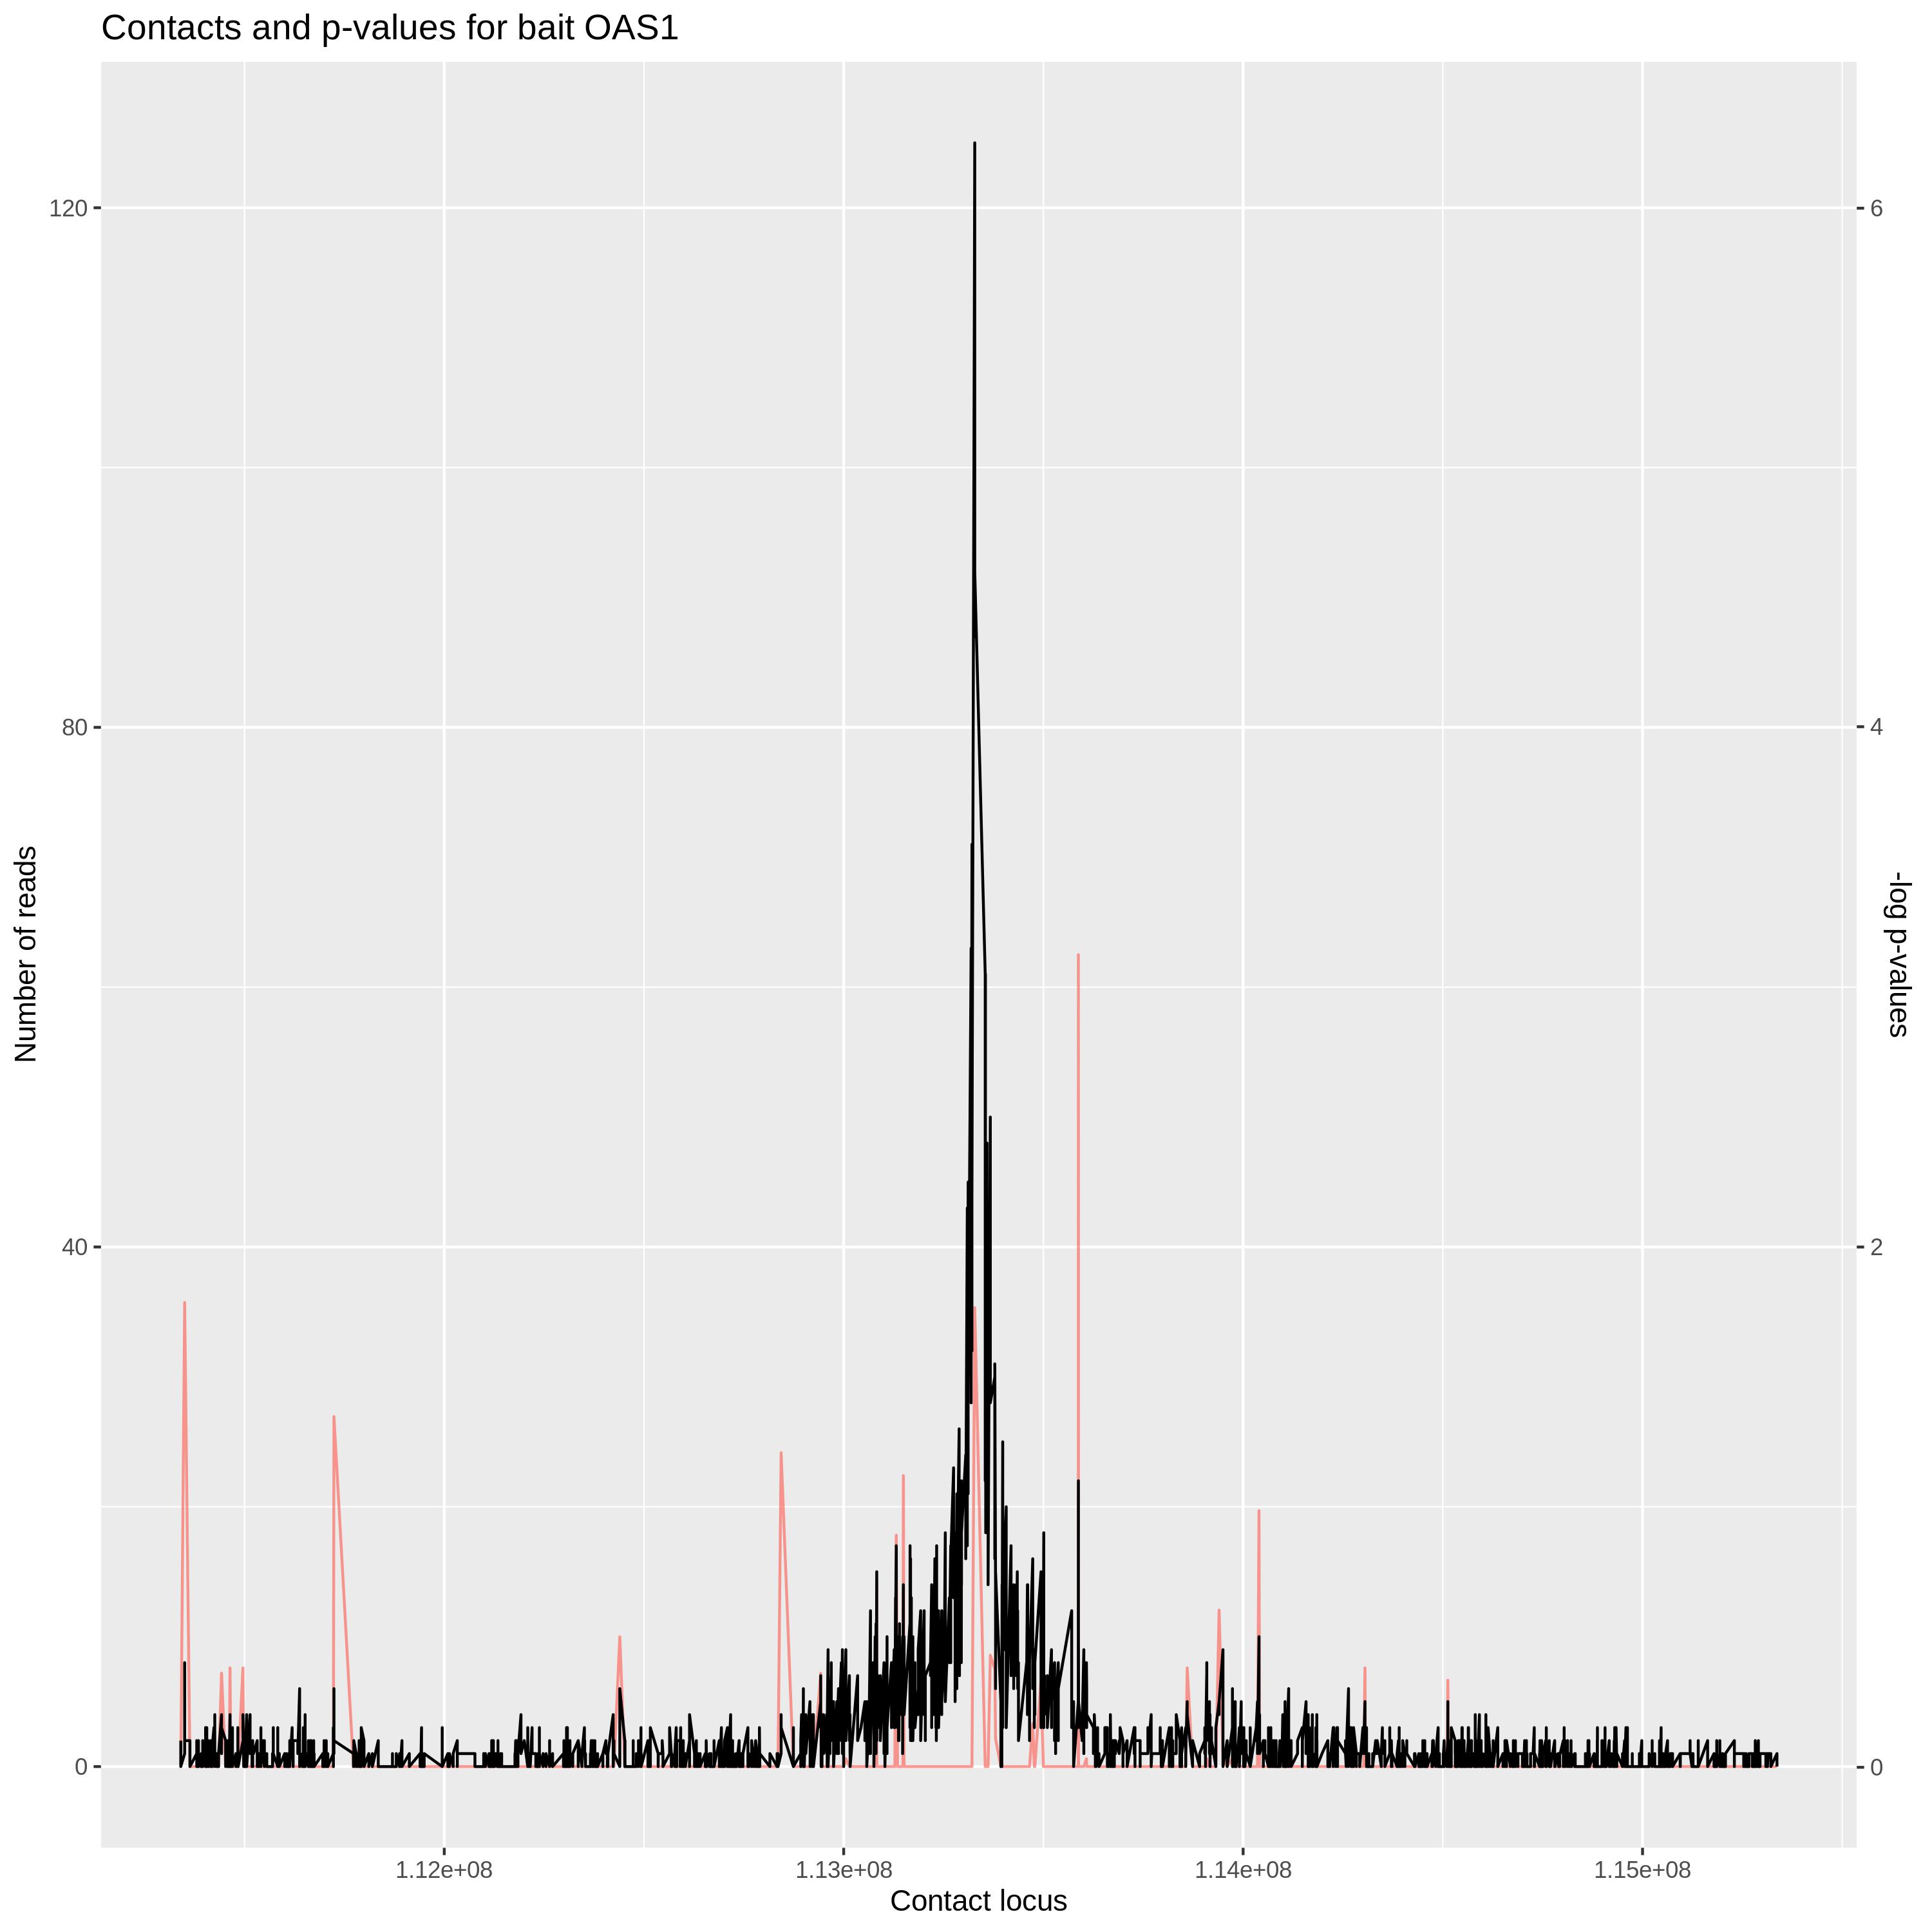 Contacts and p-values for bait OAS1
120
80
40
0
6
4
2
0
Number of reads
-log p-values
1.12e+08
1.13e+08
1.14e+08
1.15e+08
Contact locus